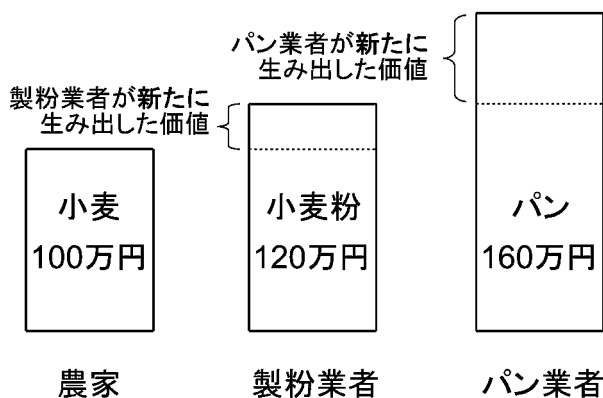 パン業者が新たに
生み出した価値
製粉業者が新たに
生み出した価値
小麦
100万円
小麦粉
120万円
パン
160万円
農家
製粉業者
パン業者